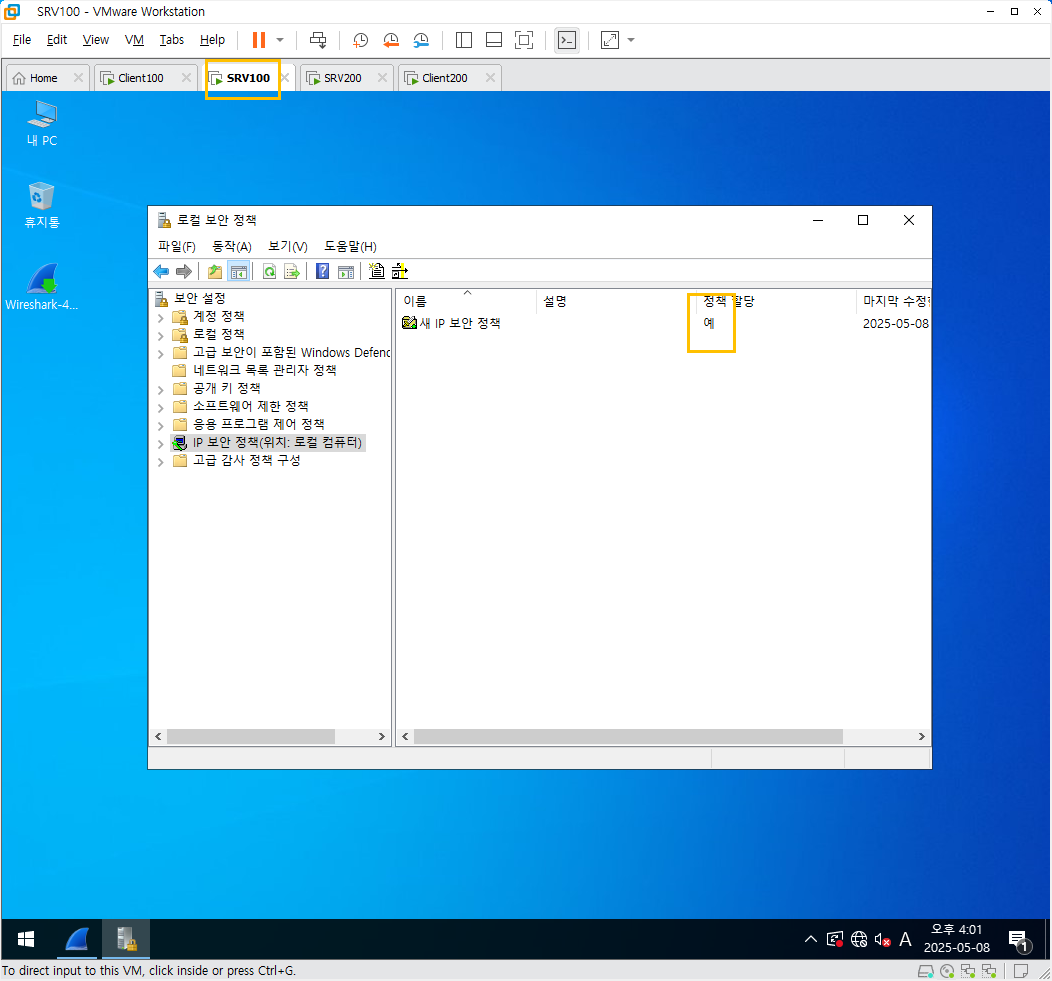 SRV100 - VMware Workstation
File Edit View VM Tabs Help
Home Client100 SRV100 SRV200 Client200
내 PC
휴지통
Wireshark-4...
로컬 보안 정책
파일(F) 동작(A) 보기(V) 도움말(H)
보안 설정
계정 정책
로컬 정책
고급 보안이 포함된 Windows Defend
네트워크 목록 관리자 정책
공개 키 정책
소프트웨어 제한 정책
응용 프로그램 제어 정책
IP 보안 정책(위치: 로컬 컴퓨터)
고급 감사 정책 구성
이름 설명 정책 할당 마지막 수정한
새 IP 보안 정책 예 2025-05-08
A 오후 4:01
2025-05-08
1
To direct input to this VM, click inside or press Ctrl+G.